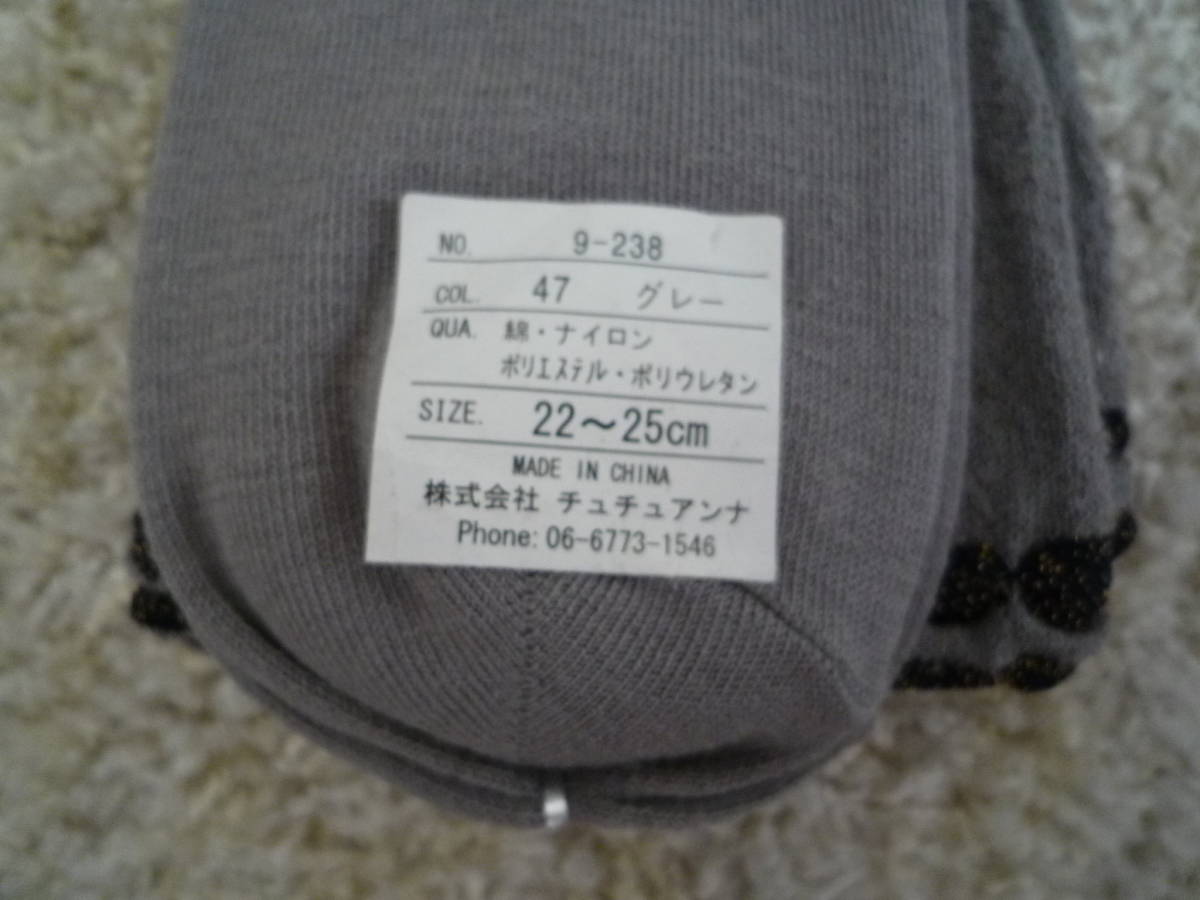 NO. 9-238
COL. 47 グレー
QUA. 綿・ナイロン
ポリエステル・ポリウレタン
SIZE. 22〜25cm
MADE IN CHINA
株式会社 チュチュアンナ
Phone: 06-6773-1546